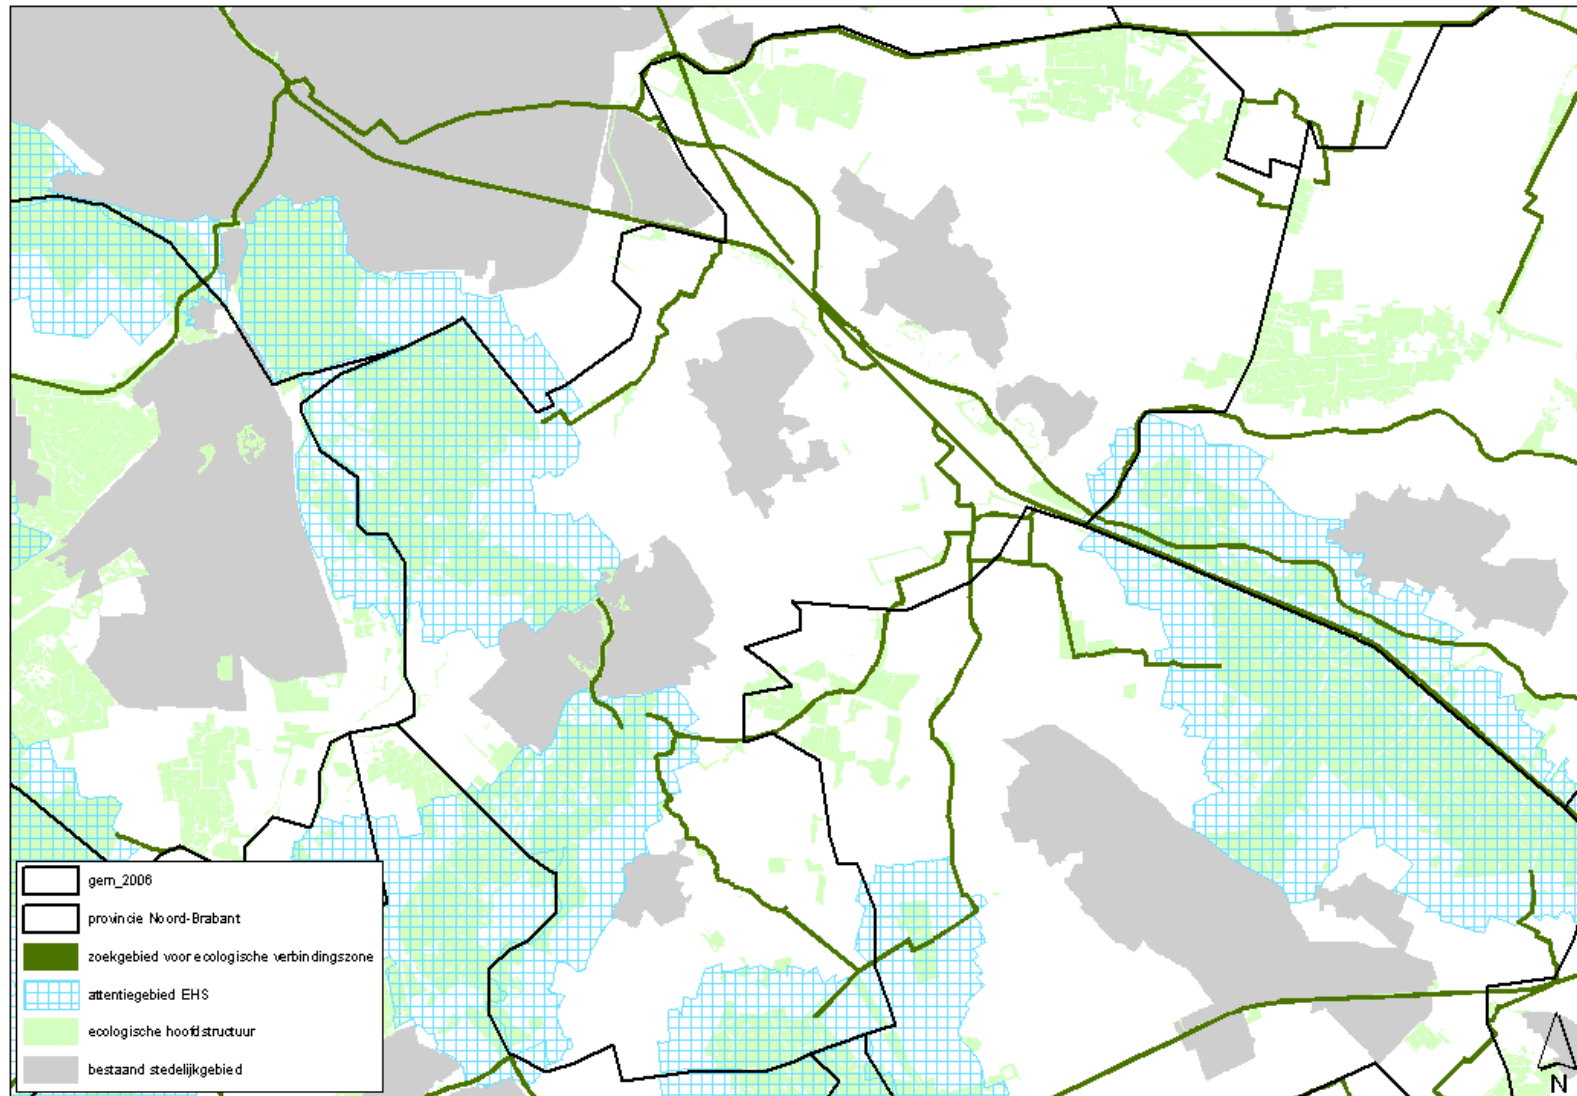 gem_2006
provincie Noord-Brabant
zoekgebied voor ecologische verbindingszone
attentiegebied EHS
ecologische hoofdstructuur
bestaand stedelijkgebied
N